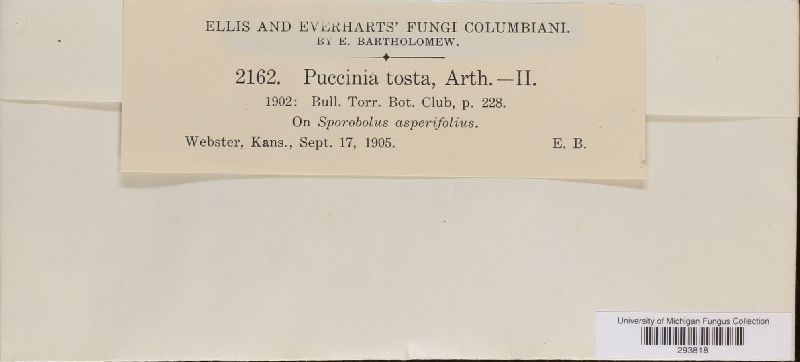 ELLIS AND EVERHARTS' FUNGI COLUMBIANI.
BY E. BARTHOLOMEW.
2162. Puccinia tosta, Arth.—II.
1902: Bull. Torr. Bot. Club, p. 228.
On Sporobolus asperifolius.
Webster, Kans., Sept. 17, 1905. E. B.
University of Michigan Fungus Collection
293818